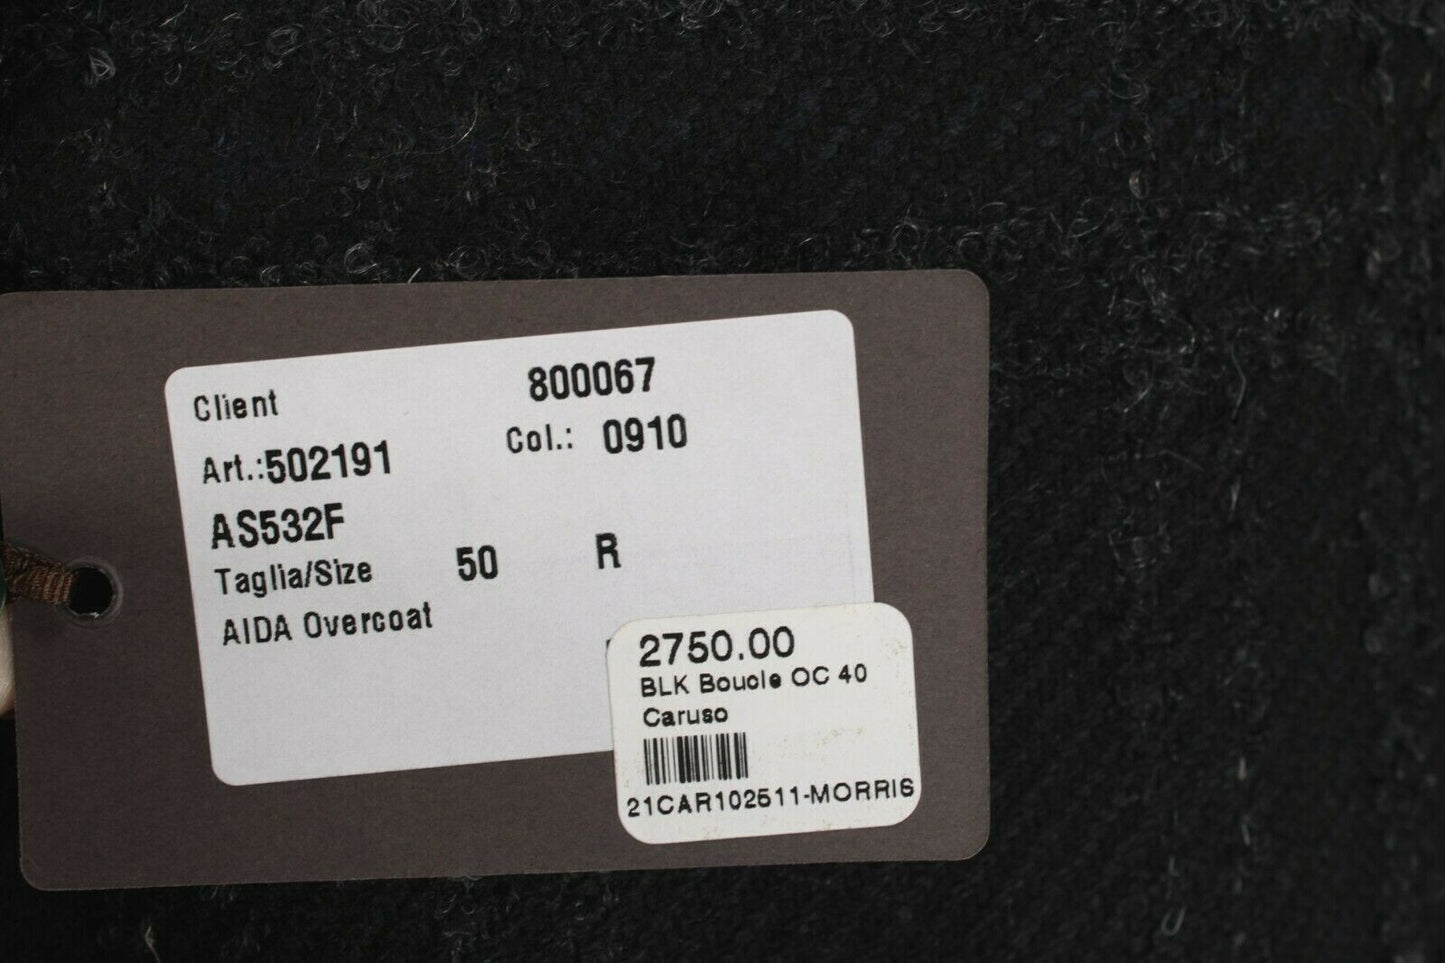 Client 800067
Art.:502191 Col.: 0910
AS532F
Taglia/Size 50 R
AIDA Overcoat
2750.00
BLK Boucle OC 40
Caruso
21CAR102511-MORRIS